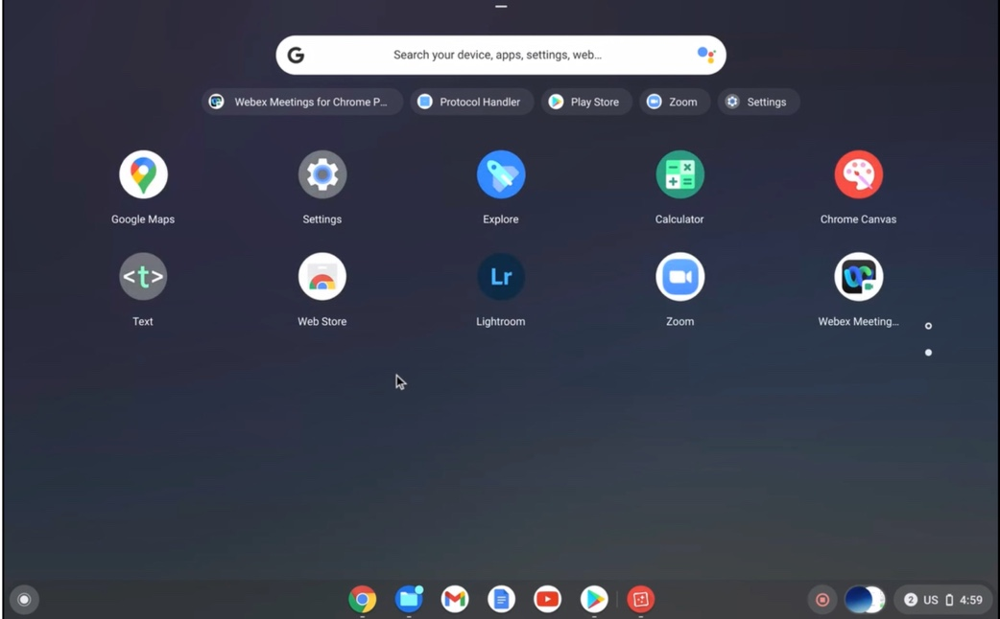 Search your device, apps, settings, web...
Webex Meetings for Chrome P... Protocol Handler Play Store Zoom Settings
Google Maps Settings Explore Calculator Chrome Canvas
<t> Lr
Text Web Store Lightroom Zoom Webex Meeting...
2 US 4:59